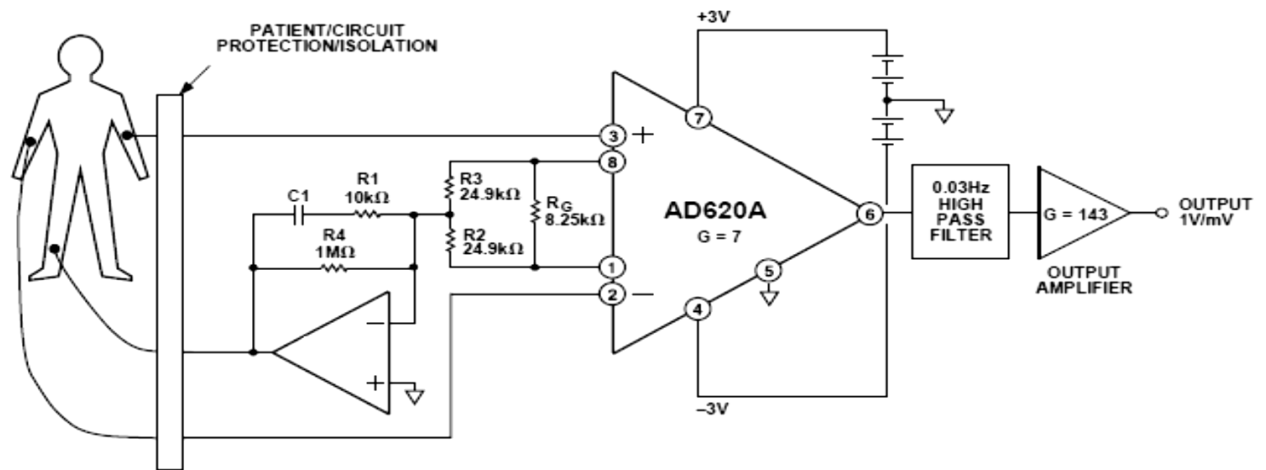 PATIENT/CIRCUIT
PROTECTION/ISOLATION
+3V
7
3
+
8
C1
R1
10kΩ
R3
24.9kΩ
RG
8.25kΩ
R4
1MΩ
R2
24.9kΩ
AD620A
G = 7
6
0.03Hz
HIGH
PASS
FILTER
G = 143
OUTPUT
1V/mV
OUTPUT
AMPLIFIER
1
2
−
5
4
−
+
–3V